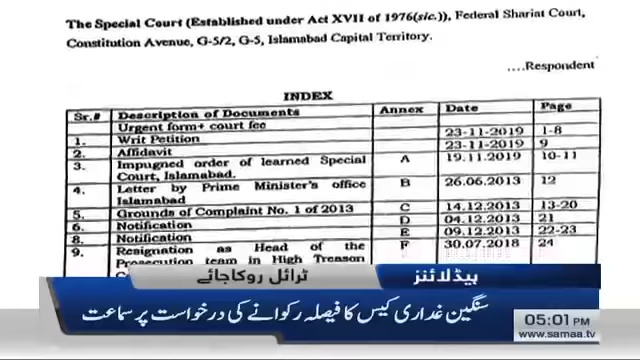 The Special Court (Established under Act XVII of 1976(sic.)), Federal Shariat Court,
Constitution Avenue, G-5/2, G-5, Islamabad Capital Territory.
....Respondent
INDEX
Sr.# Description of Documents Annex Date Page
Urgent form+ court fee
1. Writ Petition 23-11-2019 1-8
2. Affidavit 23-11-2019 9
3. Impugned order of learned Special Court, Islamabad. A 19.11.2019 10-11
4. Letter by Prime Minister's office Islamabad B 26.06.2013 12
5. Grounds of Complaint No. 1 of 2013 C 14.12.2013 13-20
6. Notification D 04.12.2013 21
8. Notification E 09.12.2013 22-23
9. Resignation as Head of the Prosecution team in High Treason F 30.07.2018 24
ٹرائل روکا جائے
ہیڈلائنز
سنگین غداری کیس کا فیصلہ رکوانے کی درخواست پر سماعت
05:01 PM
www.samaa.tv